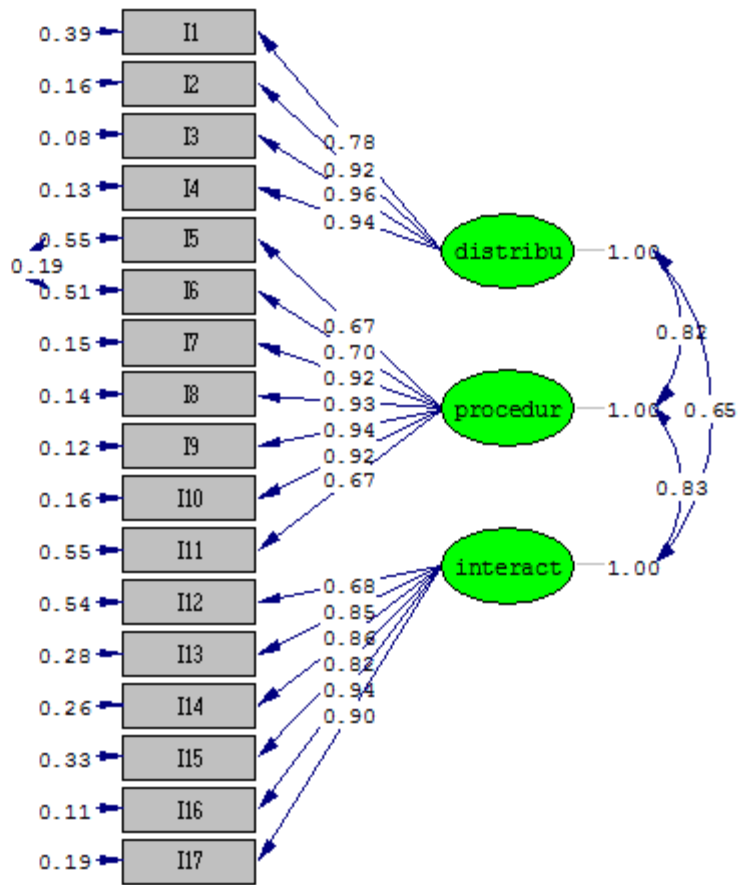 0.39 I1
0.16 I2
0.08 I3
0.13 I4
0.55 I5
0.19
0.51 I6
0.15 I7
0.14 I8
0.12 I9
0.16 I10
0.55 I11
0.54 I12
0.28 I13
0.26 I14
0.33 I15
0.11 I16
0.19 I17
0.78
0.92
0.96
0.94
0.67
0.70
0.92
0.93
0.94
0.92
0.67
0.68
0.85
0.86
0.82
0.94
0.90
distribu 1.00
procedur 1.00
interact 1.00
0.82
0.65
0.83